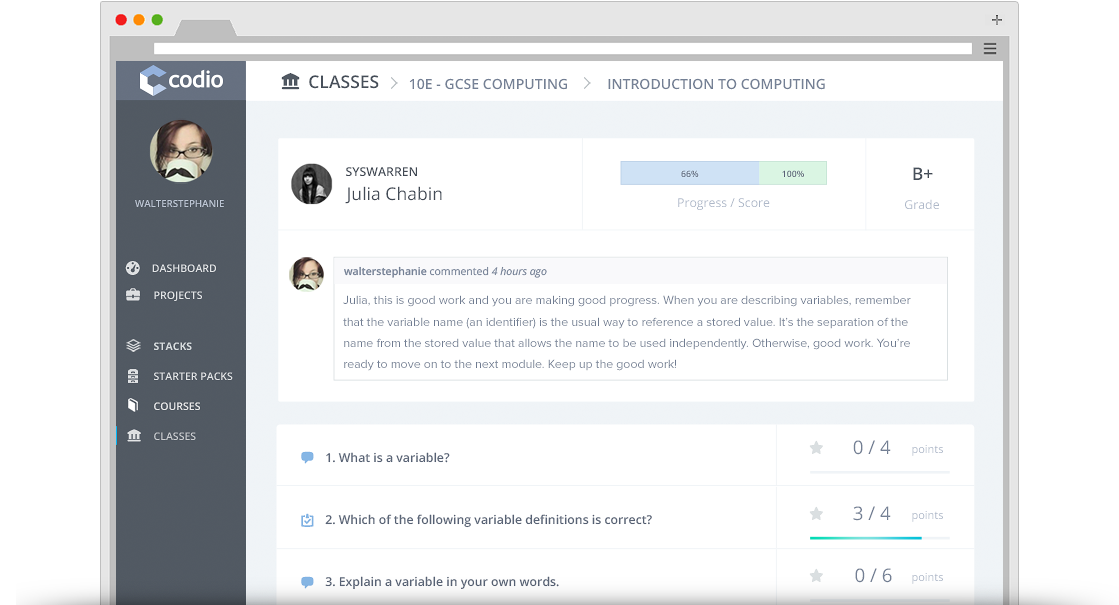 codio
CLASSES
10E - GCSE COMPUTING
INTRODUCTION TO COMPUTING
WALTERSTEPHANIE
DASHBOARD
PROJECTS
STACKS
STARTER PACKS
COURSES
CLASSES
SYSWARREN
Julia Chabin
66%
100%
Progress / Score
B+
Grade
walterstephanie commented 4 hours ago
Julia, this is good work and you are making good progress. When you are describing variables, remember
that the variable name (an identifier) is the usual way to reference a stored value. It's the separation of the
name from the stored value that allows the name to be used independently. Otherwise, good work. You're
ready to move on to the next module. Keep up the good work!
1. What is a variable?
0 / 4 points
2. Which of the following variable definitions is correct?
3 / 4 points
3. Explain a variable in your own words.
0 / 6 points